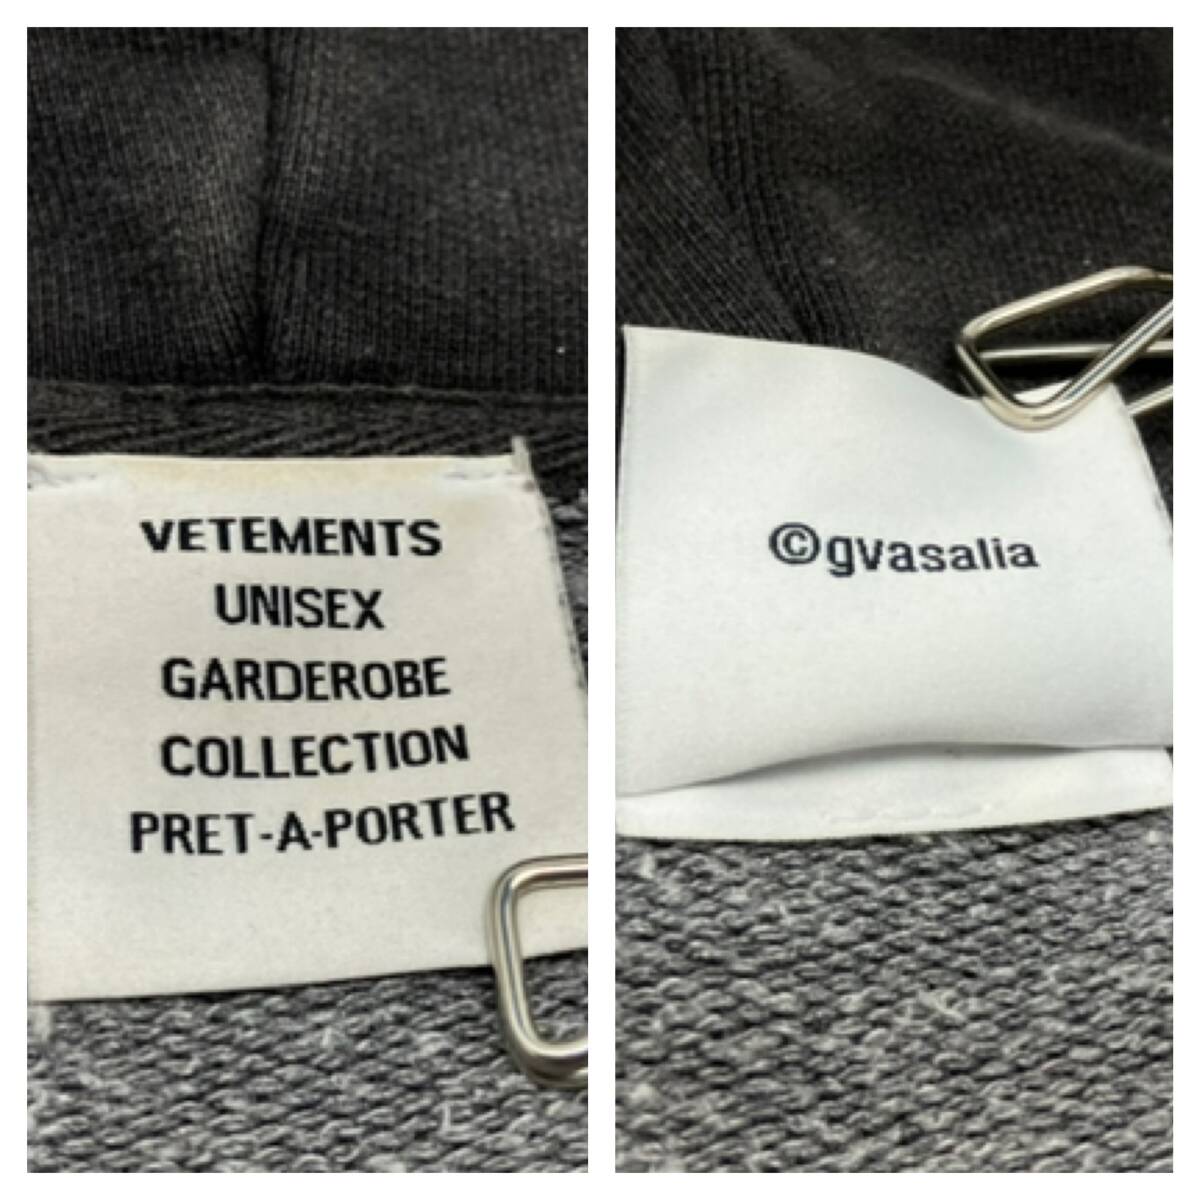 VETEMENTS
UNISEX
GARDEROBE
COLLECTION
PRET-A-PORTER
©gvasalia